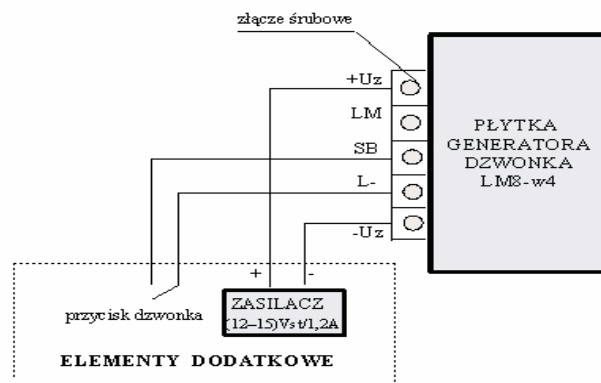 złącze śrubowe
+Uz
LM
SB
L-
-Uz
PŁYTKA
GENERATORA
DZWONKA
LM8-w4
+ -
przycisk dzwonka
ZASILACZ
(12–15)Vst/1,2A
ELEMENTY DODATKOWE